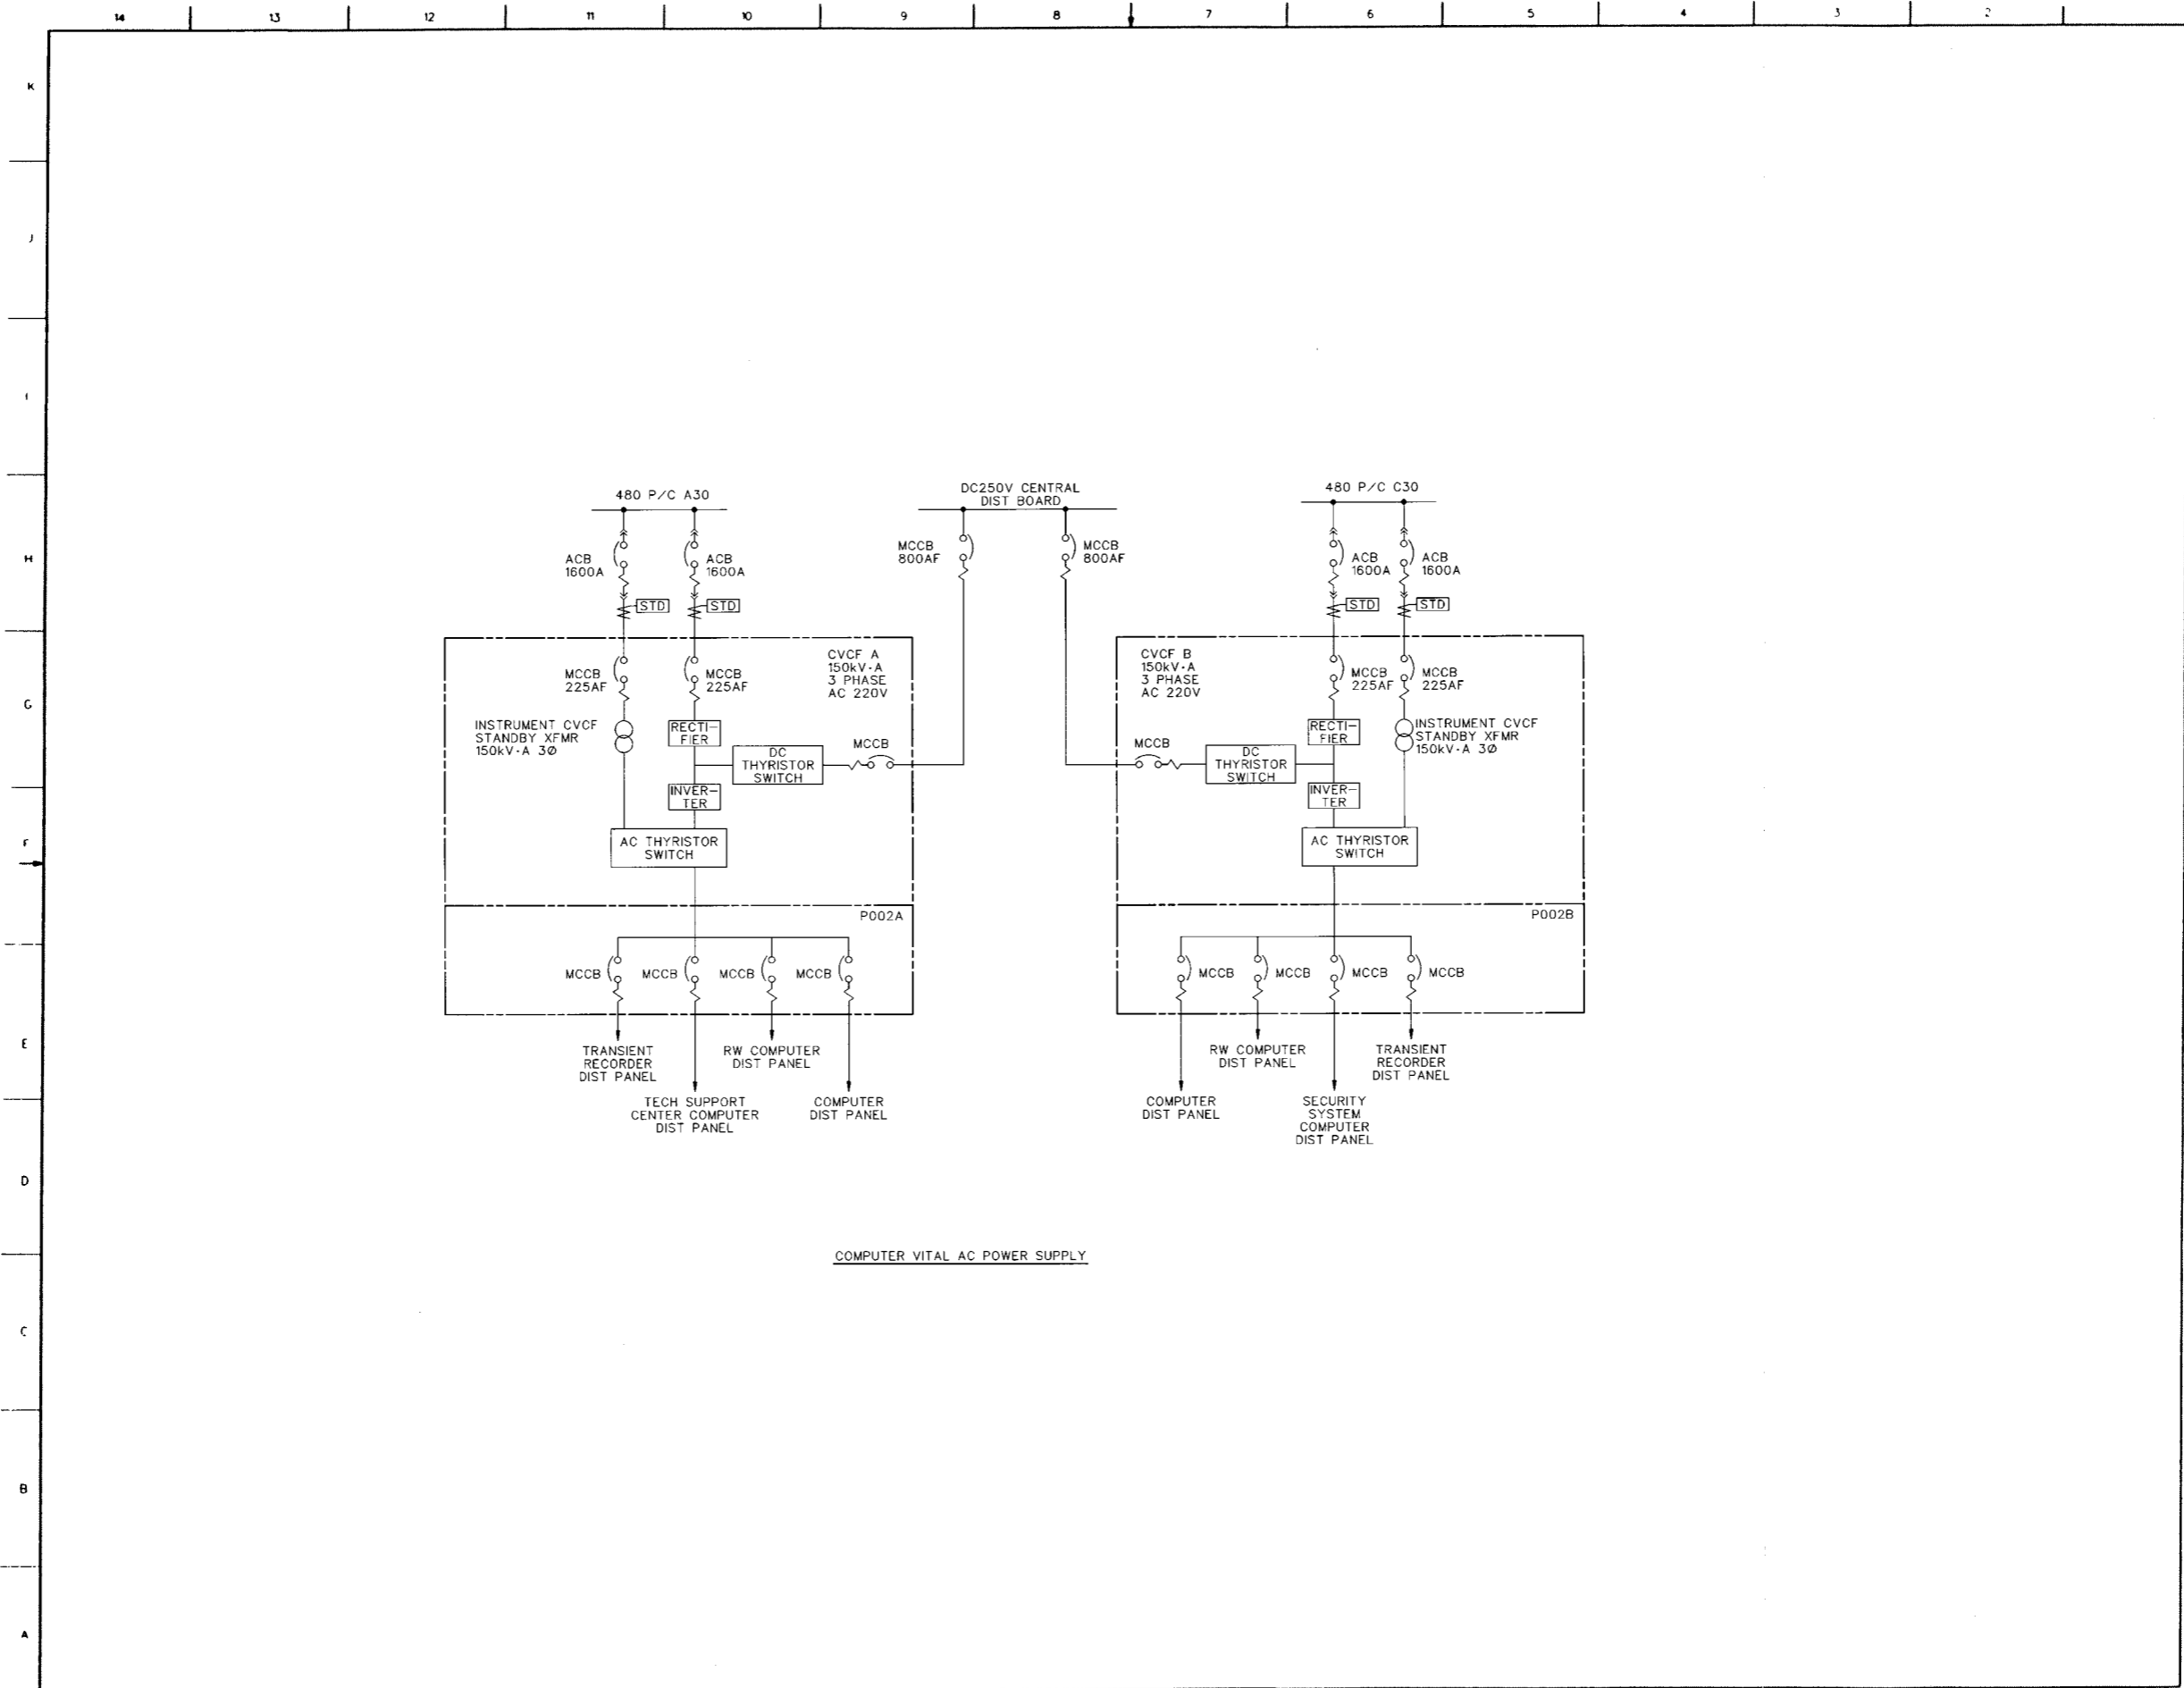 14 13 12 11 10 9 8 7 6 5 4 3 2
K
J
I
H
G
F
E
D
C
B
A
480 P/C A30
ACB
1600A
ACB
1600A
STD
STD
DC250V CENTRAL
DIST BOARD
MCCB
800AF
MCCB
800AF
480 P/C C30
ACB
1600A
ACB
1600A
STD
STD
CVCF A
150kV·A
3 PHASE
AC 220V
MCCB
225AF
MCCB
225AF
INSTRUMENT CVCF
STANDBY XFMR
150kV·A 3Ø
RECTI–
FIER
DC
THYRISTOR
SWITCH
MCCB
INVER–
TER
AC THYRISTOR
SWITCH
P002A
MCCB
MCCB
MCCB
MCCB
TRANSIENT
RECORDER
DIST PANEL
TECH SUPPORT
CENTER COMPUTER
DIST PANEL
RW COMPUTER
DIST PANEL
COMPUTER
DIST PANEL
CVCF B
150kV·A
3 PHASE
AC 220V
MCCB
225AF
MCCB
225AF
MCCB
DC
THYRISTOR
SWITCH
RECTI–
FIER
INSTRUMENT CVCF
STANDBY XFMR
150kV·A 3Ø
INVER–
TER
AC THYRISTOR
SWITCH
P002B
MCCB
MCCB
MCCB
MCCB
COMPUTER
DIST PANEL
RW COMPUTER
DIST PANEL
SECURITY
SYSTEM
COMPUTER
DIST PANEL
TRANSIENT
RECORDER
DIST PANEL
COMPUTER VITAL AC POWER SUPPLY